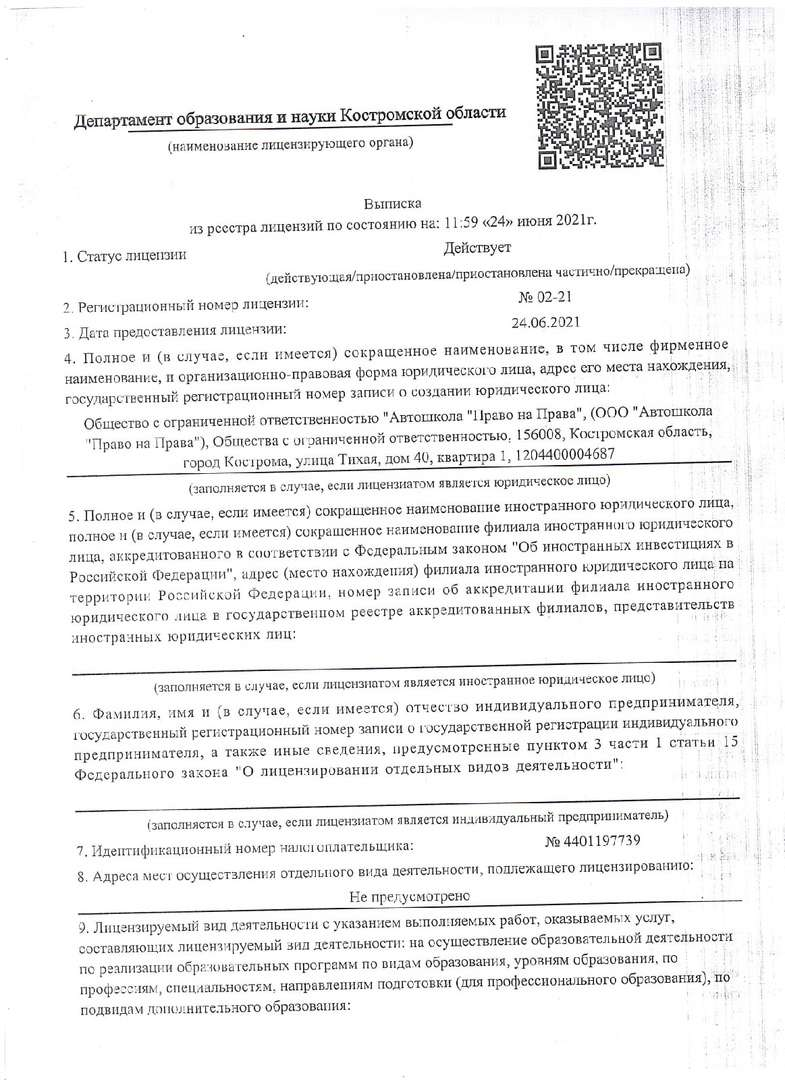 Департамент образования и науки Костромской области
(наименование лицензирующего органа)
Выписка
из реестра лицензий по состоянию на: 11:59 «24» июня 2021г.
1. Статус лицензии Действует
(действующая/приостановлена/приостановлена частично/прекращена)
2. Регистрационный номер лицензии: № 02-21
3. Дата предоставления лицензии: 24.06.2021
4. Полное и (в случае, если имеется) сокращенное наименование, в том числе фирменное
наименование, и организационно-правовая форма юридического лица, адрес его места нахождения,
государственный регистрационный номер записи о создании юридического лица:
Общество с ограниченной ответственностью "Автошкола "Право на Права", (ООО "Автошкола
"Право на Права"), Общества с ограниченной ответственностью, 156008, Костромская область,
город Кострома, улица Тихая, дом 40, квартира 1, 1204400004687
(заполняется в случае, если лицензиатом является юридическое лицо)
5. Полное и (в случае, если имеется) сокращенное наименование иностранного юридического лица,
полное и (в случае, если имеется) сокращенное наименование филиала иностранного юридического
лица, аккредитованного в соответствии с Федеральным законом "Об иностранных инвестициях в
Российской Федерации", адрес (место нахождения) филиала иностранного юридического лица на
территории Российской Федерации, номер записи об аккредитации филиала иностранного
юридического лица в государственном реестре аккредитованных филиалов, представительств
иностранных юридических лиц:
(заполняется в случае, если лицензиатом является иностранное юридическое лицо)
6. Фамилия, имя и (в случае, если имеется) отчество индивидуального предпринимателя,
государственный регистрационный номер записи о государственной регистрации индивидуального
предпринимателя, а также иные сведения, предусмотренные пунктом 3 части 1 статьи 15
Федерального закона "О лицензировании отдельных видов деятельности":
(заполняется в случае, если лицензиатом является индивидуальный предприниматель)
7. Идентификационный номер налогоплательщика: № 4401197739
8. Адреса мест осуществления отдельного вида деятельности, подлежащего лицензированию:
Не предусмотрено
9. Лицензируемый вид деятельности с указанием выполняемых работ, оказываемых услуг,
составляющих лицензируемый вид деятельности: на осуществление образовательной деятельности
по реализации образовательных программ по видам образования, уровням образования, по
профессиям, специальностям, направлениям подготовки (для профессионального образования), по
подвидам дополнительного образования: